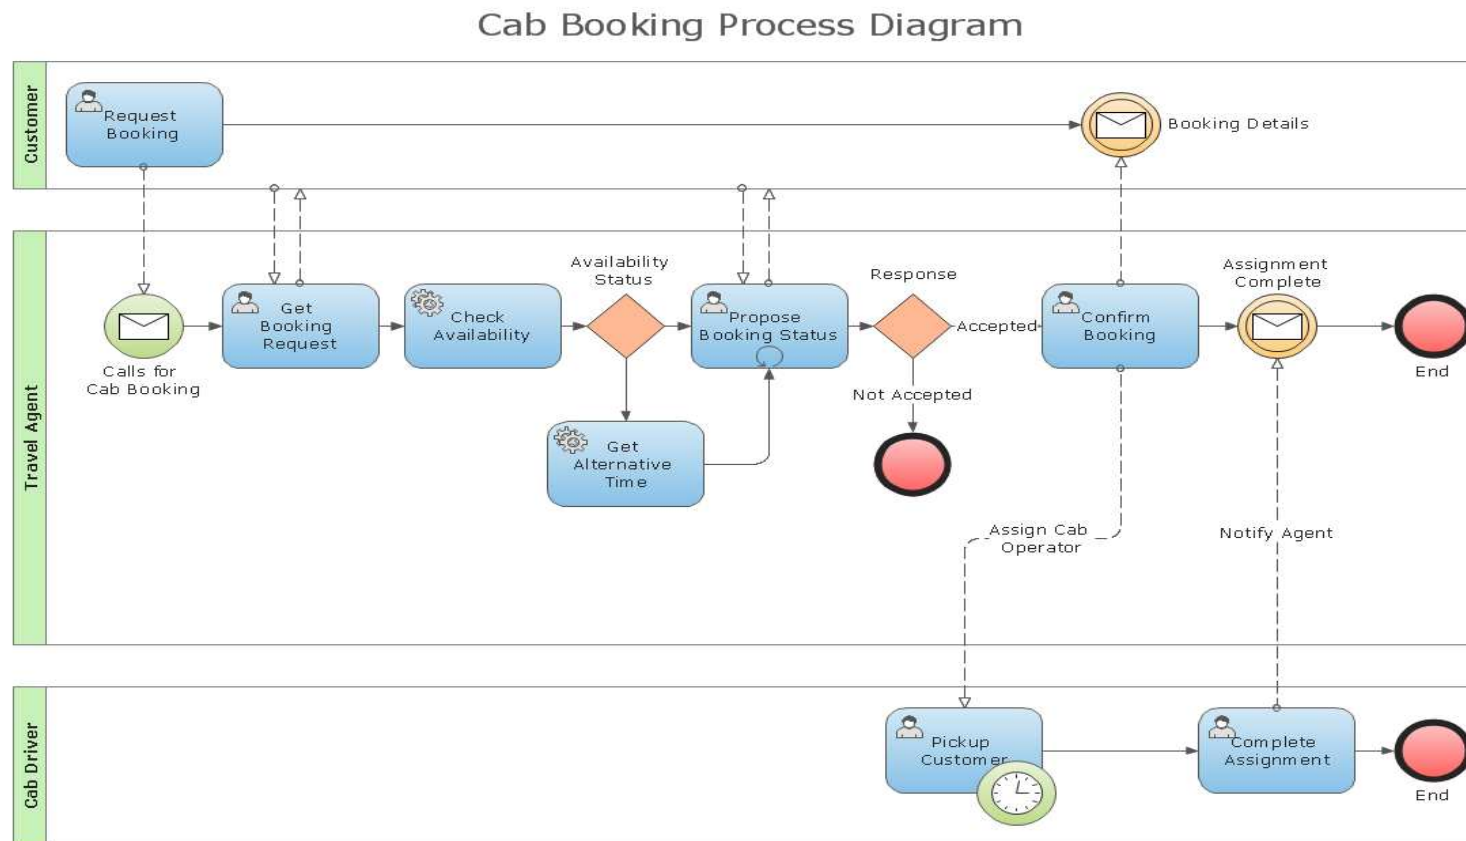 Cab Booking Process Diagram
Customer
Request
Booking
Booking Details
Travel Agent
Calls for
Cab Booking
Get
Booking
Request
Check
Availability
Availability
Status
Get
Alternative
Time
Propose
Booking Status
Response
Accepted
Not Accepted
Confirm
Booking
Assignment
Complete
End
Assign Cab
Operator
Notify Agent
Cab Driver
Pickup
Customer
Complete
Assignment
End